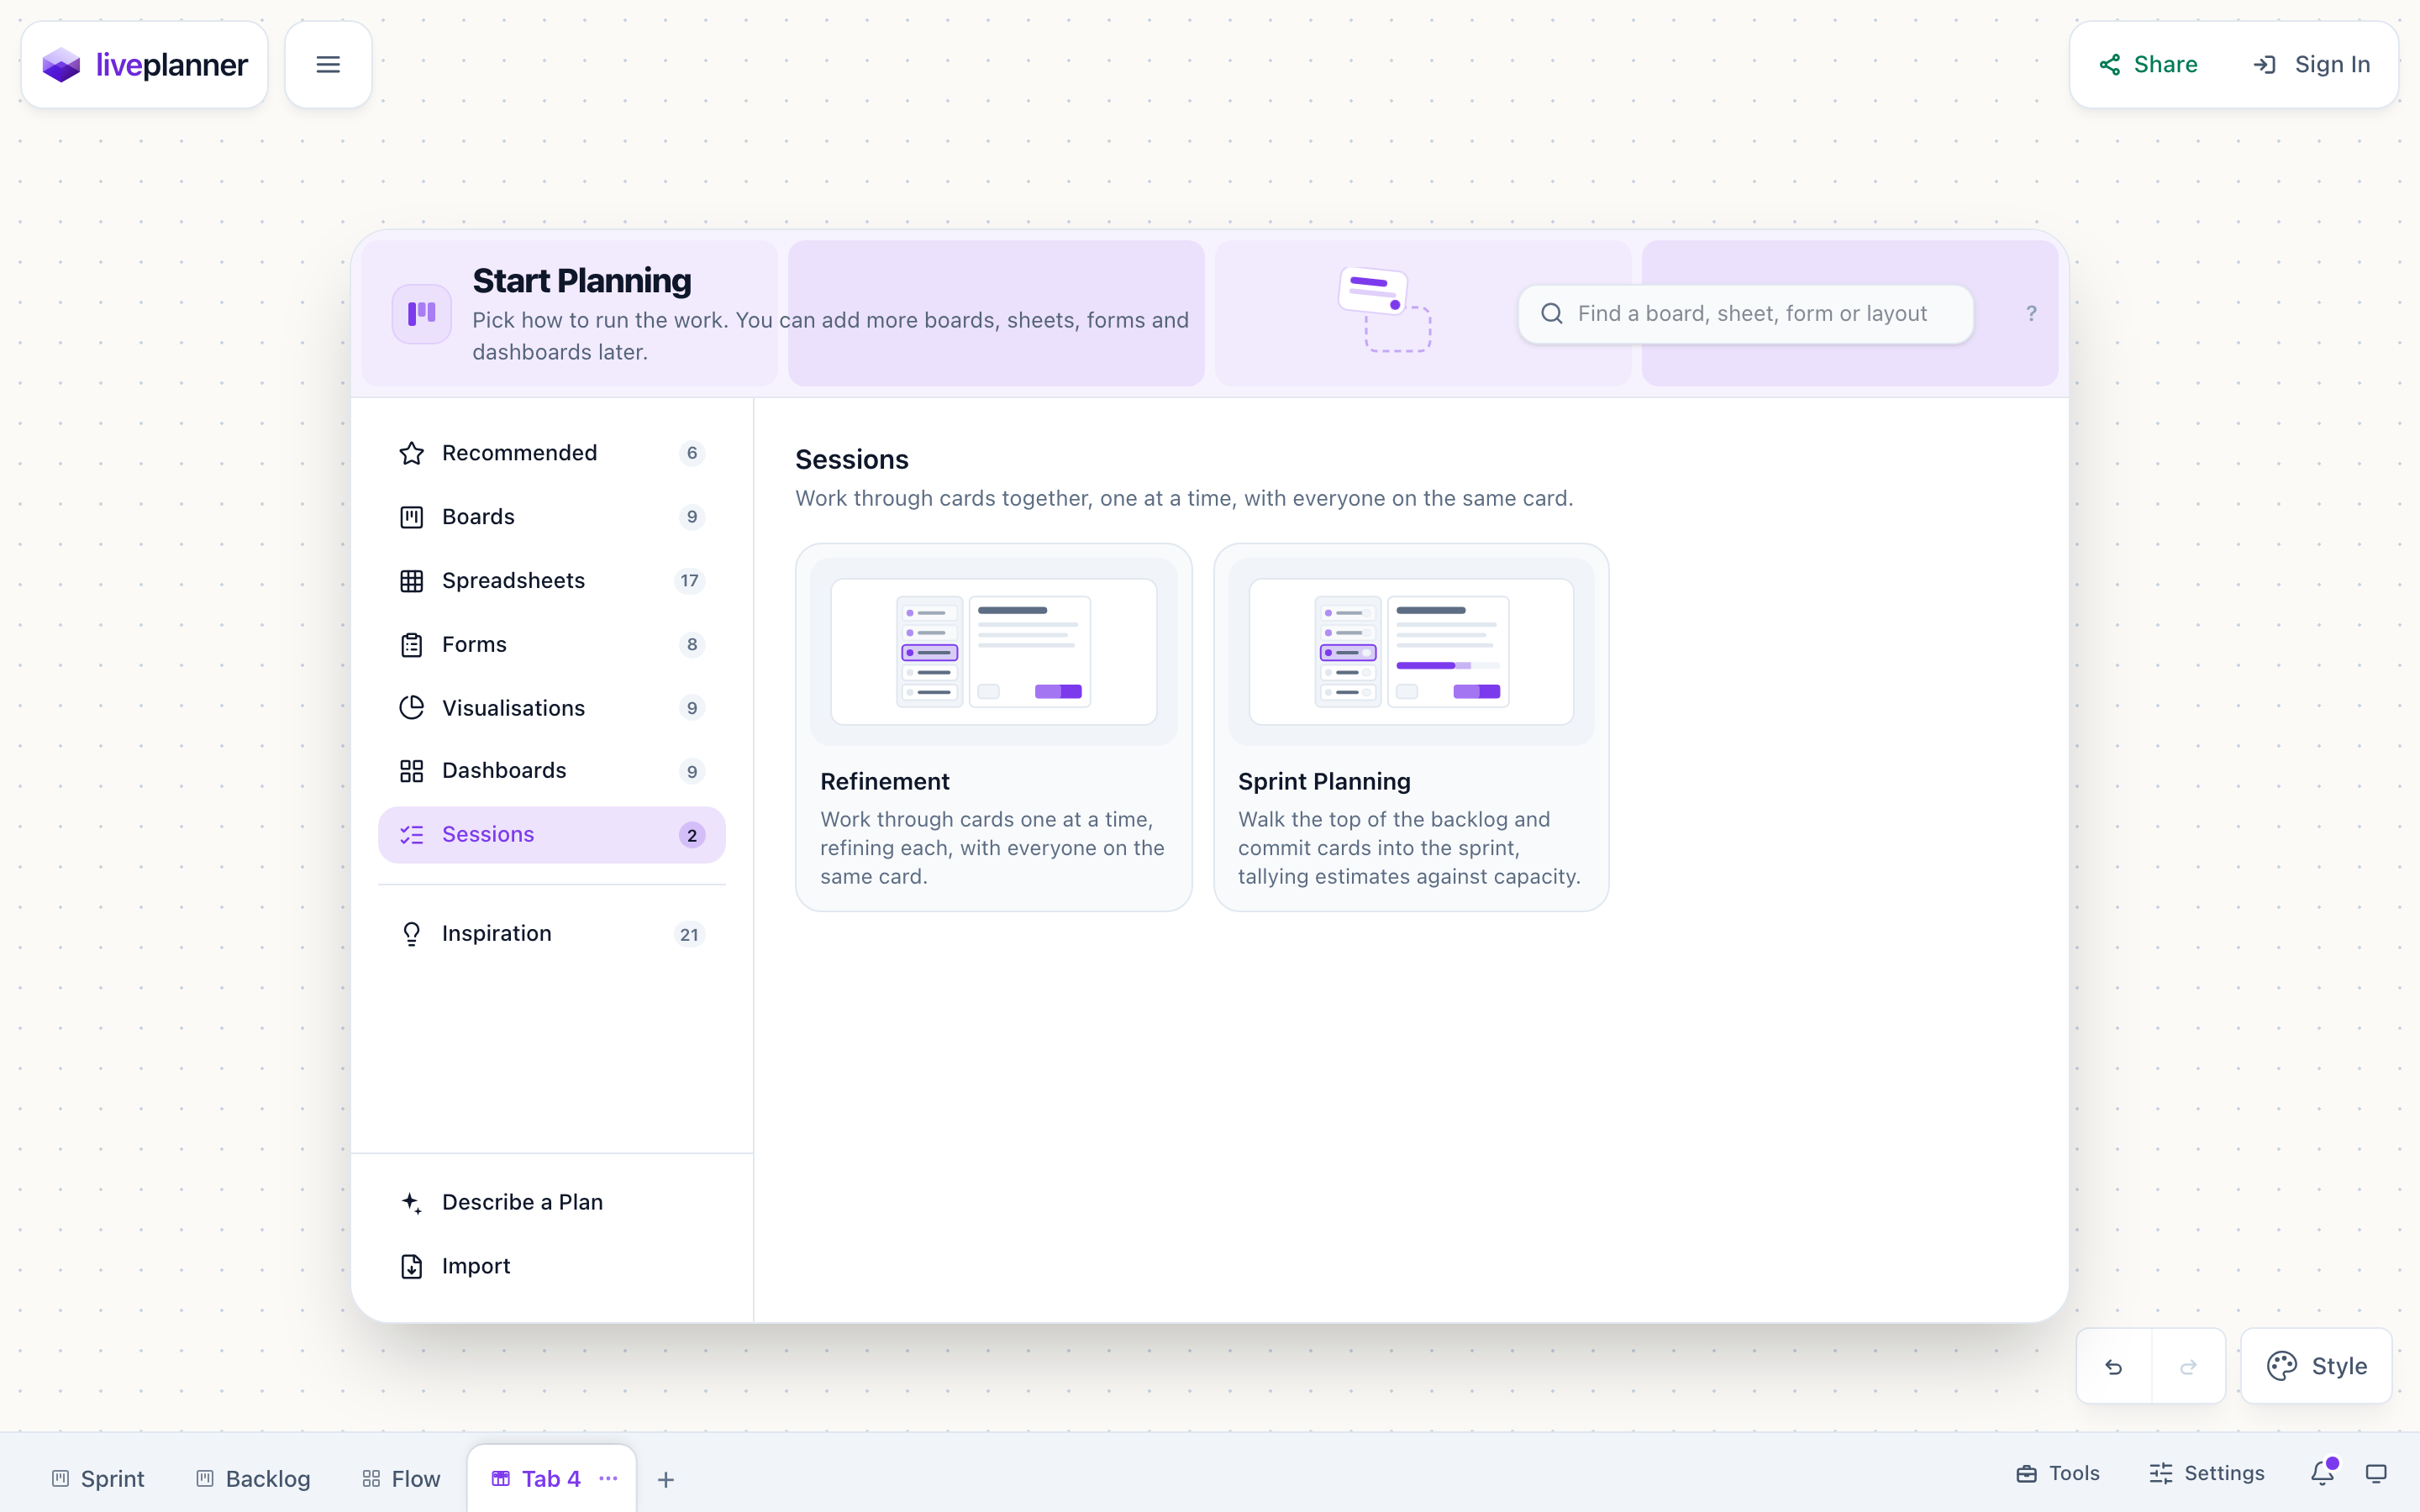 liveplanner
Share
Sign In
Start Planning
Pick how to run the work. You can add more boards, sheets, forms and
dashboards later.
Find a board, sheet, form or layout
?
Recommended 6
Boards 9
Spreadsheets 17
Forms 8
Visualisations 9
Dashboards 9
Sessions 2
Inspiration 21
Describe a Plan
Import
Sessions
Work through cards together, one at a time, with everyone on the same card.
Refinement
Work through cards one at a time,
refining each, with everyone on the
same card.
Sprint Planning
Walk the top of the backlog and
commit cards into the sprint,
tallying estimates against capacity.
Style
Sprint
Backlog
Flow
Tab 4
Tools
Settings